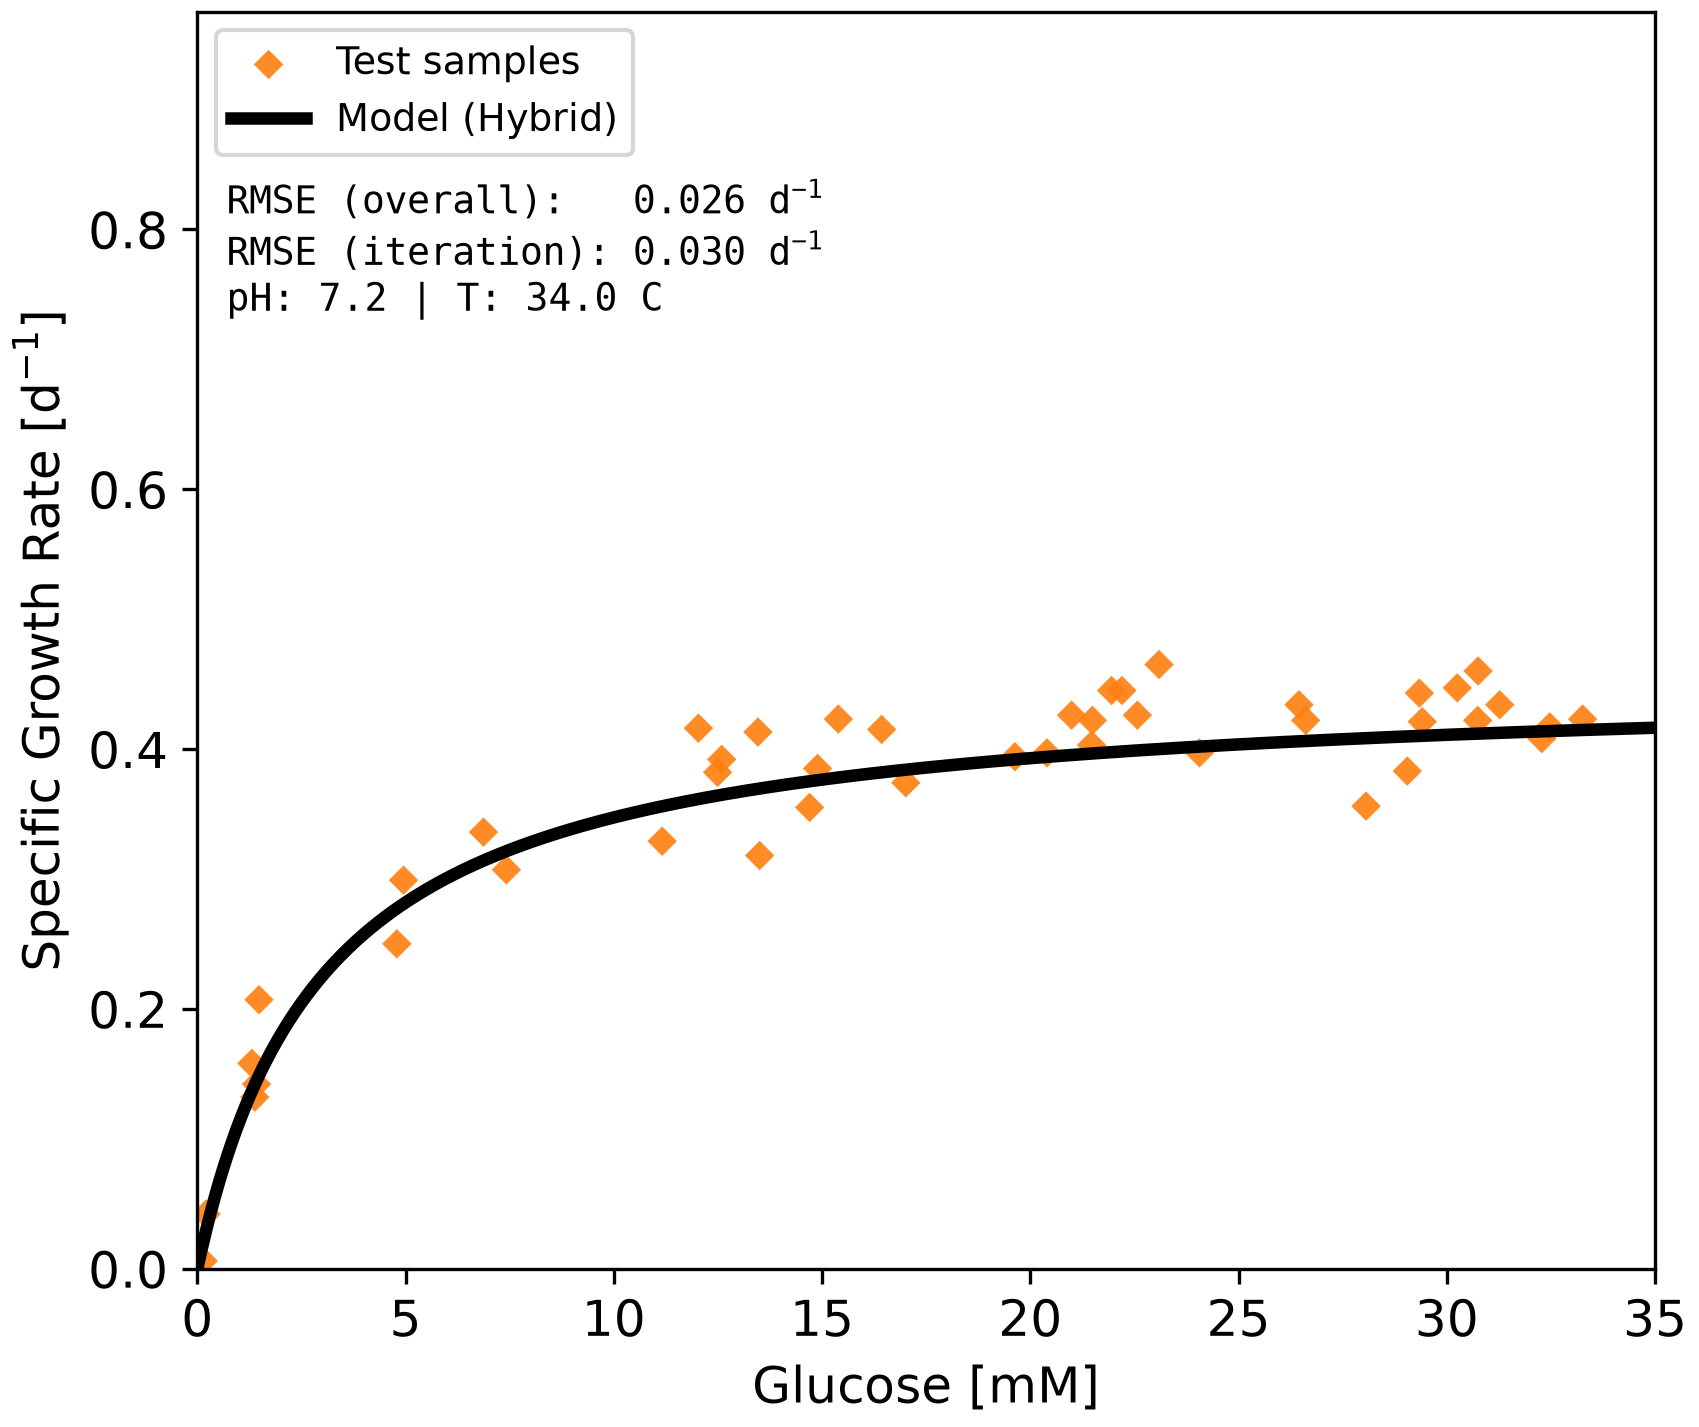 Test samples
Model (Hybrid)
RMSE (overall):   0.026 d⁻¹
RMSE (iteration): 0.030 d⁻¹
pH: 7.2 | T: 34.0 C
Specific Growth Rate [d⁻¹]
0.8
0.6
0.4
0.2
0.0
0 5 10 15 20 25 30 35
Glucose [mM]